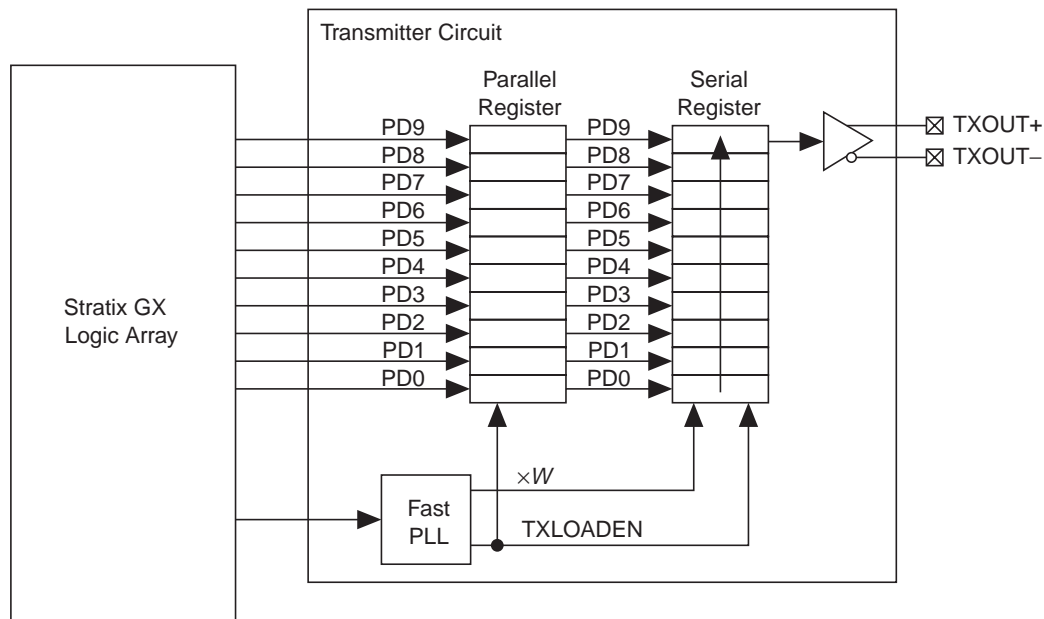 Transmitter Circuit
Parallel
Register
Serial
Register
PD9
PD8
PD7
PD6
PD5
PD4
PD3
PD2
PD1
PD0
PD9
PD8
PD7
PD6
PD5
PD4
PD3
PD2
PD1
PD0
TXOUT+
TXOUT−
Stratix GX
Logic Array
×W
Fast
PLL
TXLOADEN